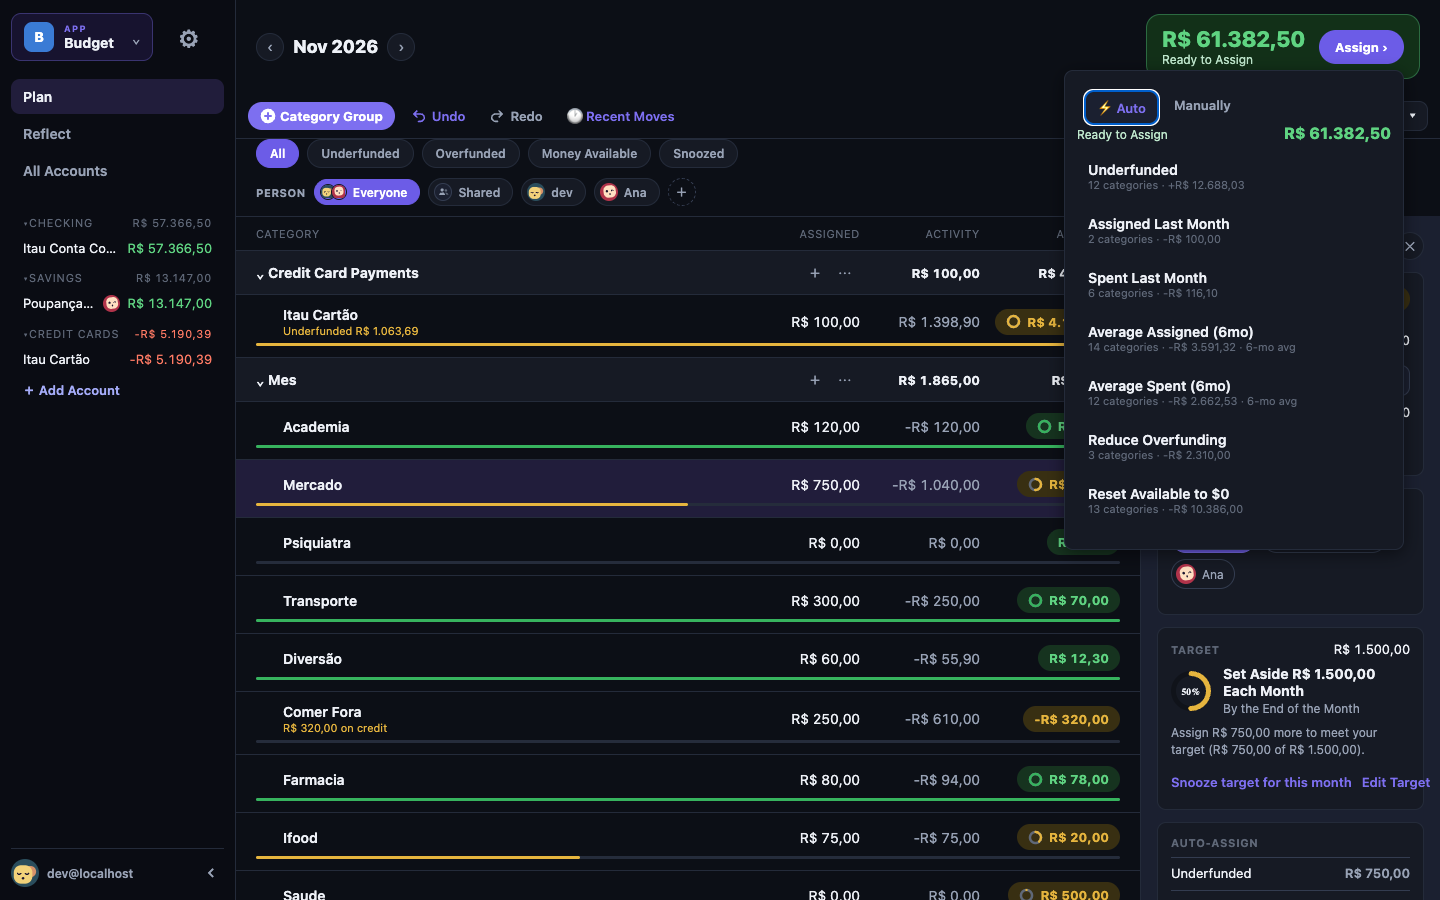 B
APP
Budget
Plan
Reflect
All Accounts
CHECKING R$ 57.366,50
Itau Conta Co... R$ 57.366,50
SAVINGS R$ 13.147,00
Poupança... R$ 13.147,00
CREDIT CARDS -R$ 5.190,39
Itau Cartão -R$ 5.190,39
+ Add Account
dev@localhost
Nov 2026
R$ 61.382,50
Ready to Assign
Assign ›
Category Group Undo Redo Recent Moves
All Underfunded Overfunded Money Available Snoozed
PERSON Everyone Shared dev Ana +
CATEGORY ASSIGNED ACTIVITY A
Credit Card Payments + ... R$ 100,00 R$ 4
Itau Cartão R$ 100,00 R$ 1.398,90 R$ 4.
Underfunded R$ 1.063,69
Mes + ... R$ 1.865,00 R$
Academia R$ 120,00 -R$ 120,00
Mercado R$ 750,00 -R$ 1.040,00 R$
Psiquiatra R$ 0,00 R$ 0,00
Transporte R$ 300,00 -R$ 250,00 R$ 70,00
Diversão R$ 60,00 -R$ 55,90 R$ 12,30
Comer Fora R$ 250,00 -R$ 610,00 -R$ 320,00
R$ 320,00 on credit
Farmacia R$ 80,00 -R$ 94,00 R$ 78,00
Ifood R$ 75,00 -R$ 75,00 R$ 20,00
Saude R$ 0,00 R$ 0,00 R$ 500,00
⚡ Auto Manually
Ready to Assign R$ 61.382,50
Underfunded
12 categories · +R$ 12.688,03
Assigned Last Month
2 categories · -R$ 100,00
Spent Last Month
6 categories · -R$ 116,10
Average Assigned (6mo)
14 categories · -R$ 3.591,32 · 6-mo avg
Average Spent (6mo)
12 categories · -R$ 2.662,53 · 6-mo avg
Reduce Overfunding
3 categories · -R$ 2.310,00
Reset Available to $0
13 categories · -R$ 10.386,00
Ana
TARGET R$ 1.500,00
50%
Set Aside R$ 1.500,00
Each Month
By the End of the Month
Assign R$ 750,00 more to meet your
target (R$ 750,00 of R$ 1.500,00).
Snooze target for this month Edit Target
AUTO-ASSIGN
Underfunded R$ 750,00